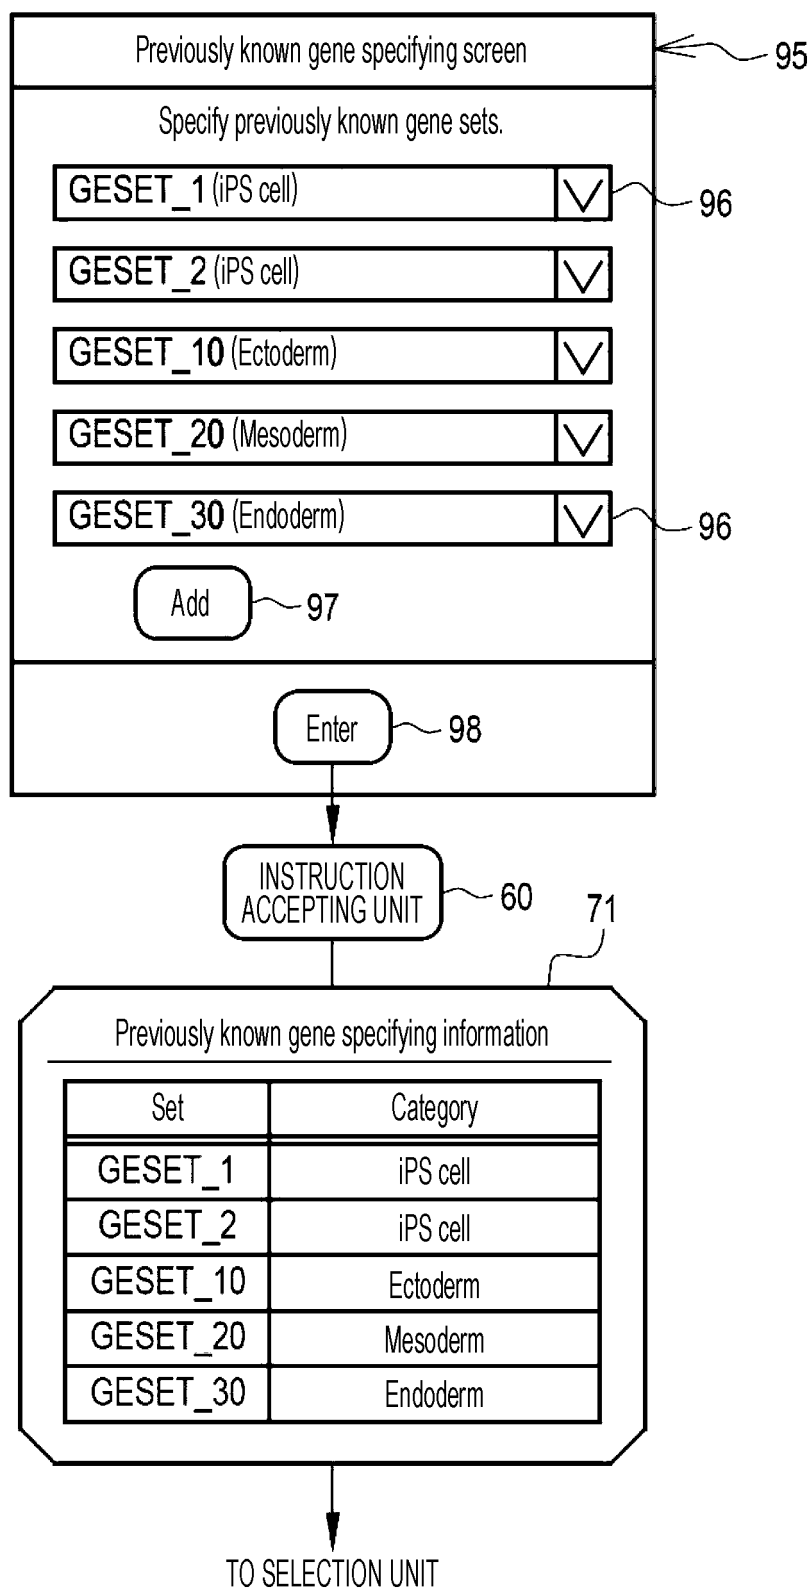 Previously known gene specifying screen
95
Specify previously known gene sets.
GESET_1 (iPS cell)
96
GESET_2 (iPS cell)
GESET_10 (Ectoderm)
GESET_20 (Mesoderm)
GESET_30 (Endoderm)
96
Add
97
Enter
98
INSTRUCTION
ACCEPTING UNIT
60
71
Previously known gene specifying information
Set Category
GESET_1 iPS cell
GESET_2 iPS cell
GESET_10 Ectoderm
GESET_20 Mesoderm
GESET_30 Endoderm
TO SELECTION UNIT